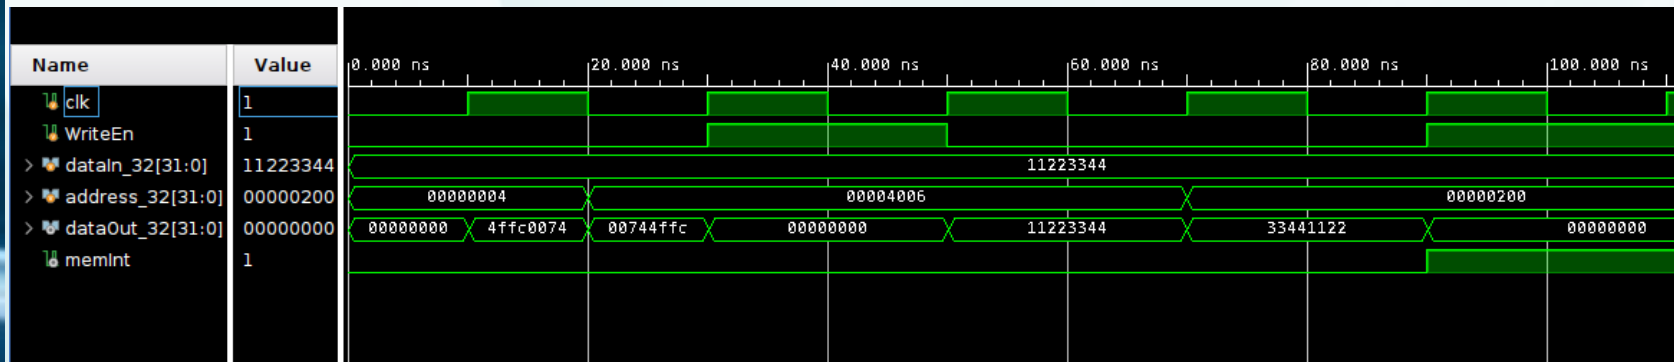 Name Value 0.000 ns 20.000 ns 40.000 ns 60.000 ns 80.000 ns 100.000 ns
clk 1
WriteEn 1
dataIn_32[31:0] 11223344 11223344
address_32[31:0] 00000200 00000004 00004006 00000200
dataOut_32[31:0] 00000000 00000000 4ffc0074 00744ffc 00000000 11223344 33441122 00000000
memInt 1